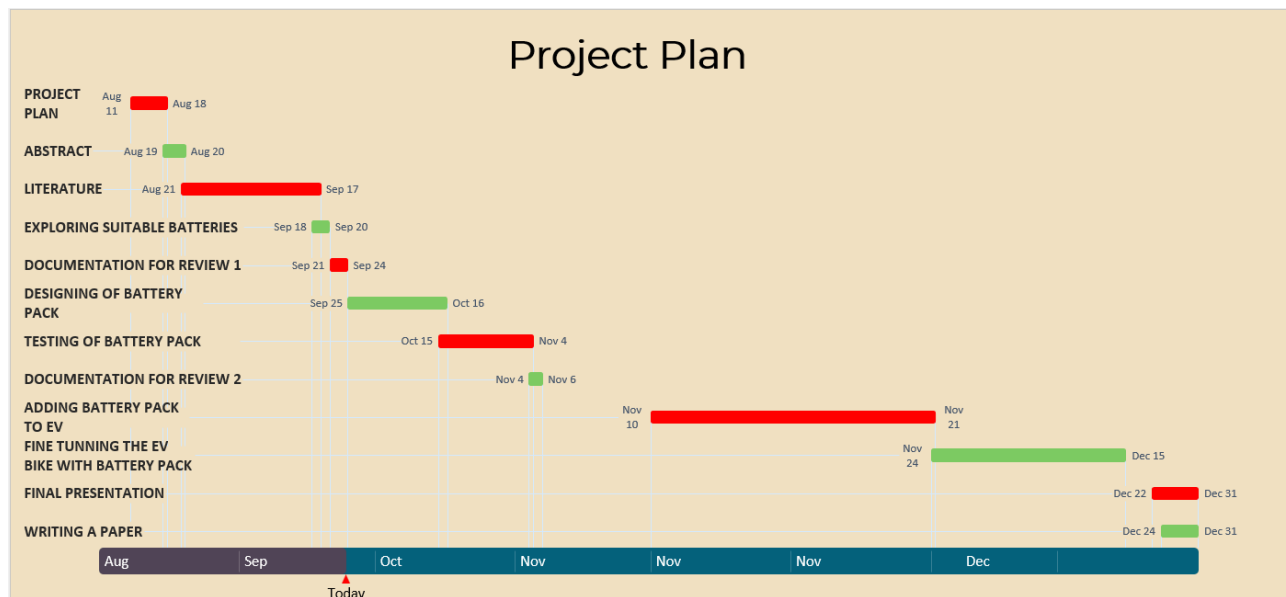 Project Plan
PROJECT
PLAN
Aug
11
Aug 18
ABSTRACT
Aug 19
Aug 20
LITERATURE
Aug 21
Sep 17
EXPLORING SUITABLE BATTERIES
Sep 18
Sep 20
DOCUMENTATION FOR REVIEW 1
Sep 21
Sep 24
DESIGNING OF BATTERY
PACK
Sep 25
Oct 16
TESTING OF BATTERY PACK
Oct 15
Nov 4
DOCUMENTATION FOR REVIEW 2
Nov 4
Nov 6
ADDING BATTERY PACK
TO EV
Nov
10
Nov
21
FINE TUNNING THE EV
BIKE WITH BATTERY PACK
Nov
24
Dec 15
FINAL PRESENTATION
Dec 22
Dec 31
WRITING A PAPER
Dec 24
Dec 31
Aug
Sep
Oct
Nov
Nov
Nov
Dec
Today